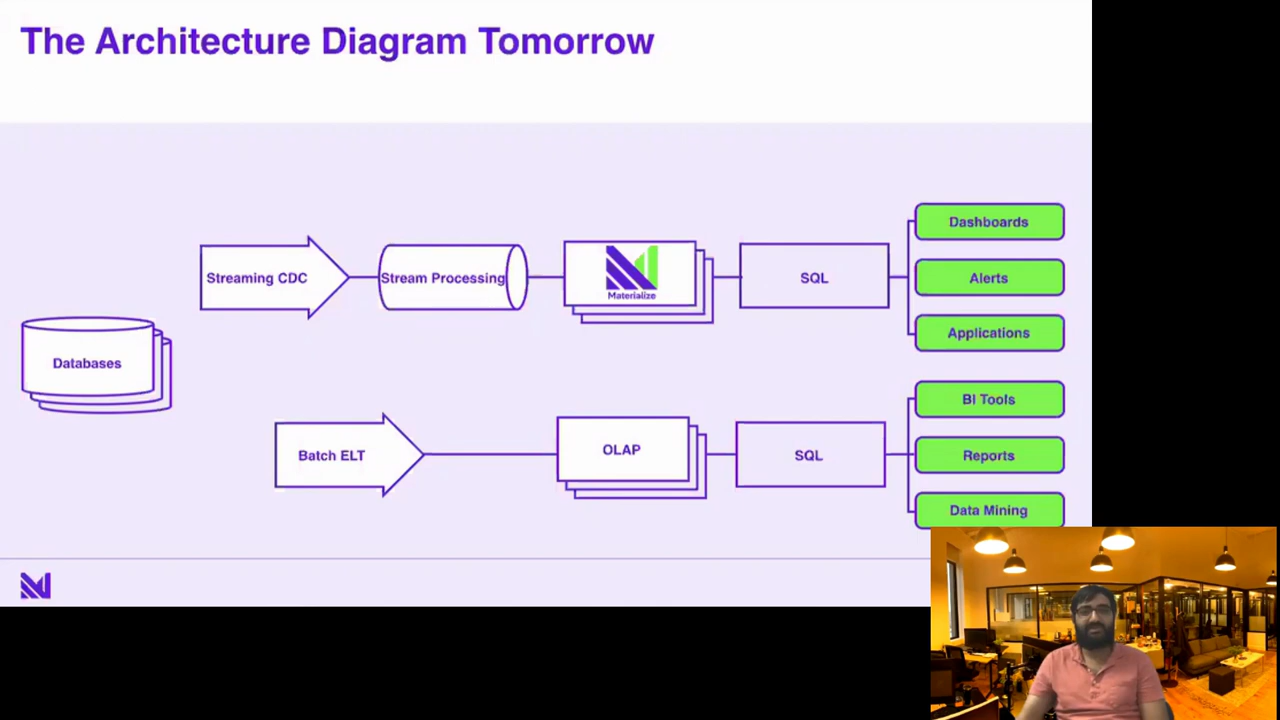 The Architecture Diagram Tomorrow
Streaming CDC
Stream Processing
Materialize
SQL
Dashboards
Alerts
Applications
Databases
Batch ELT
OLAP
SQL
BI Tools
Reports
Data Mining